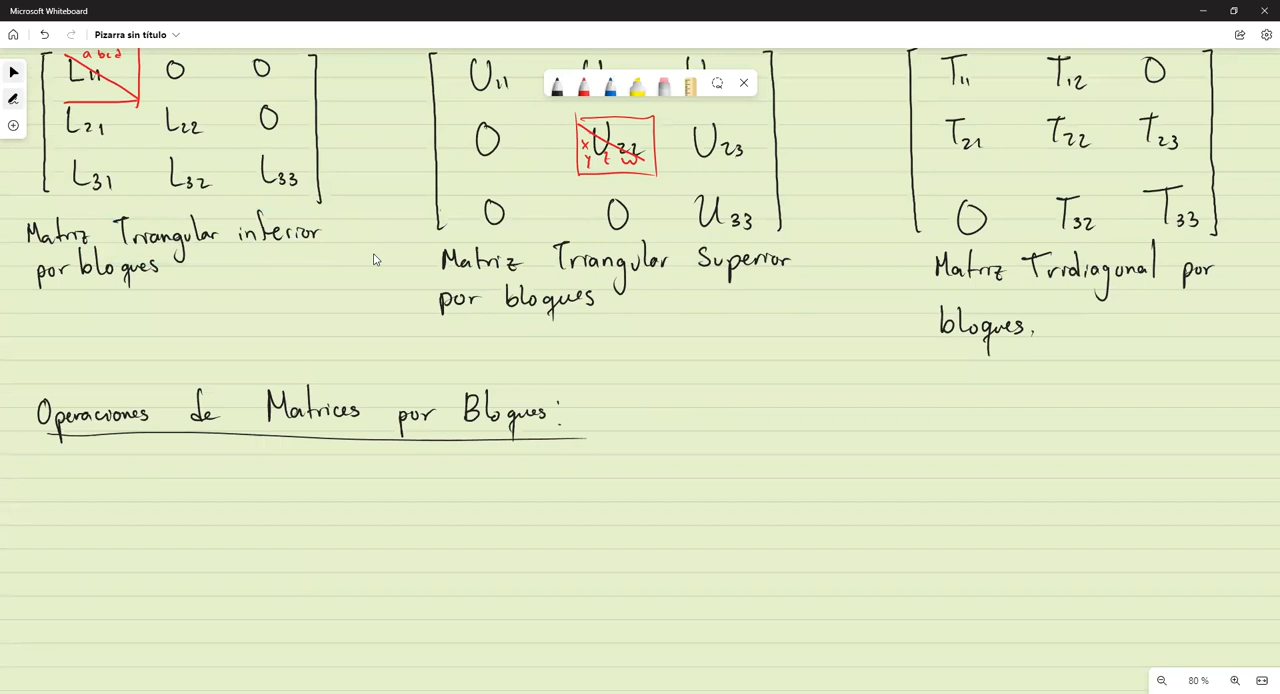 Microsoft Whiteboard
Pizarra sin título
a b c d
L11 0 0
L21 L22 0
L31 L32 L33
Matriz Triangular inferior
por bloques
U11
0 U22 U23
x
y z w
0 0 U33
Matriz Triangular Superior
por bloques
T11 T12 0
T21 T22 T23
0 T32 T33
Matriz Tridiagonal por
bloques.
Operaciones de Matrices por Bloques:
80 %